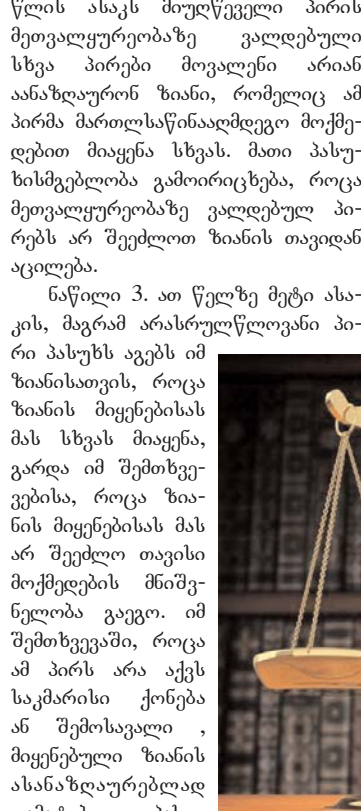 წლის ასაკს მიუღწეველი პირის
მეთვალყურეობაზე ვალდებული
სხვა პირები მოვალენი არიან
აანაზღაურონ ზიანი, რომელიც ამ
პირმა მართლსაწინააღმდეგო მოქმე-
დებით მიაყენა სხვას. მათი პასუ-
ხისმგებლობა გამოირიცხება, როცა
მეთვალყურეობაზე ვალდებულ პი-
რებს არ შეეძლოთ ზიანის თავიდან
აცილება.
ნაწილი 3. ათ წელზე მეტი ასა-
კის, მაგრამ არასრულწლოვანი პი-
რი პასუხს აგებს იმ
ზიანისათვის, როცა
ზიანის მიყენებისას
მას სხვას მიაყენა,
გარდა იმ შემთხვე-
ვებისა, როცა ზია-
ნის მიყენებისას მას
არ შეეძლო თავისი
მოქმედების მნიშვ-
ნელობა გაეგო. იმ
შემთხვევაში, როცა
ამ პირს არა აქვს
საკმარისი ქონება
ან შემოსავალი ,
მიყენებული ზიანის
ასანაზღაურებლად